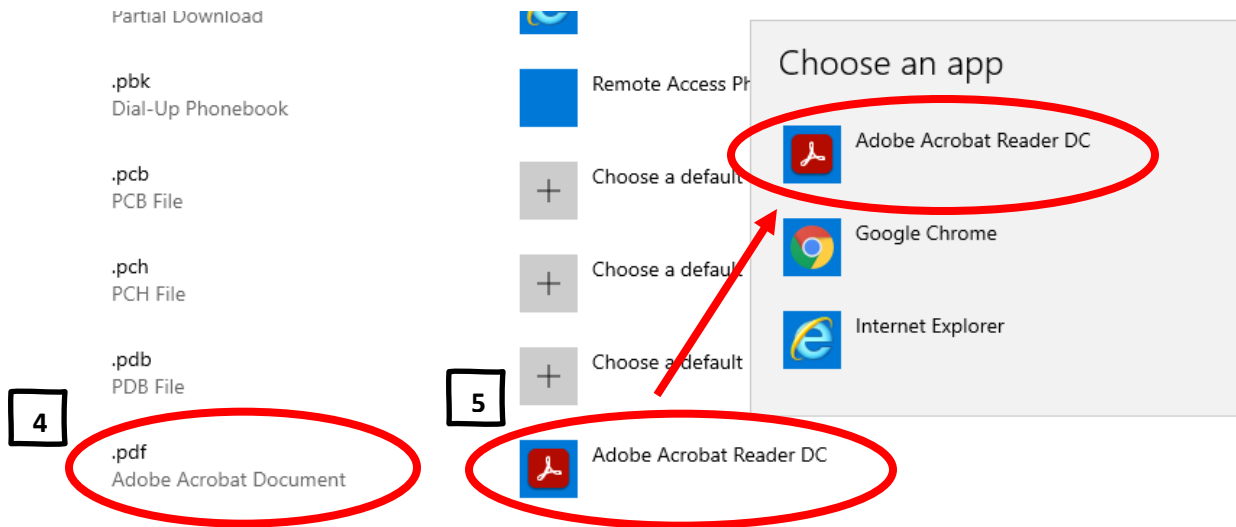 Partial Download
.pbk
Dial-Up Phonebook
Remote Access Ph
.pcb
PCB File
Choose a default
.pch
PCH File
Choose a default
.pdb
PDB File
Choose a default
4
.pdf
Adobe Acrobat Document
5
Adobe Acrobat Reader DC
Choose an app
Adobe Acrobat Reader DC
Google Chrome
Internet Explorer